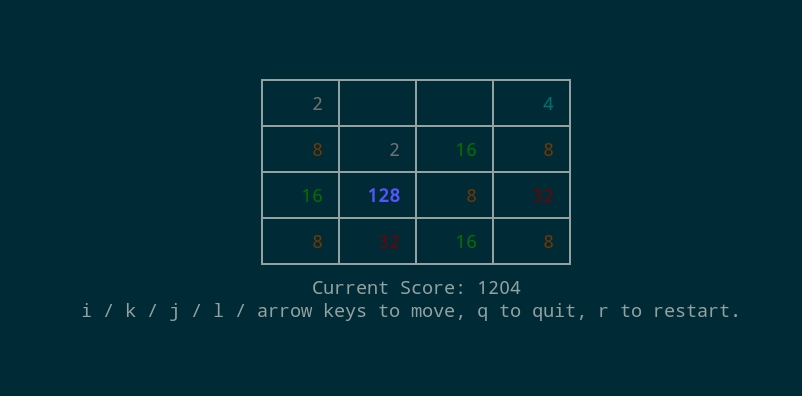 2 4
8 2 16 8
16 128 8 32
8 32 16 8
Current Score: 1204
i / k / j / l / arrow keys to move, q to quit, r to restart.